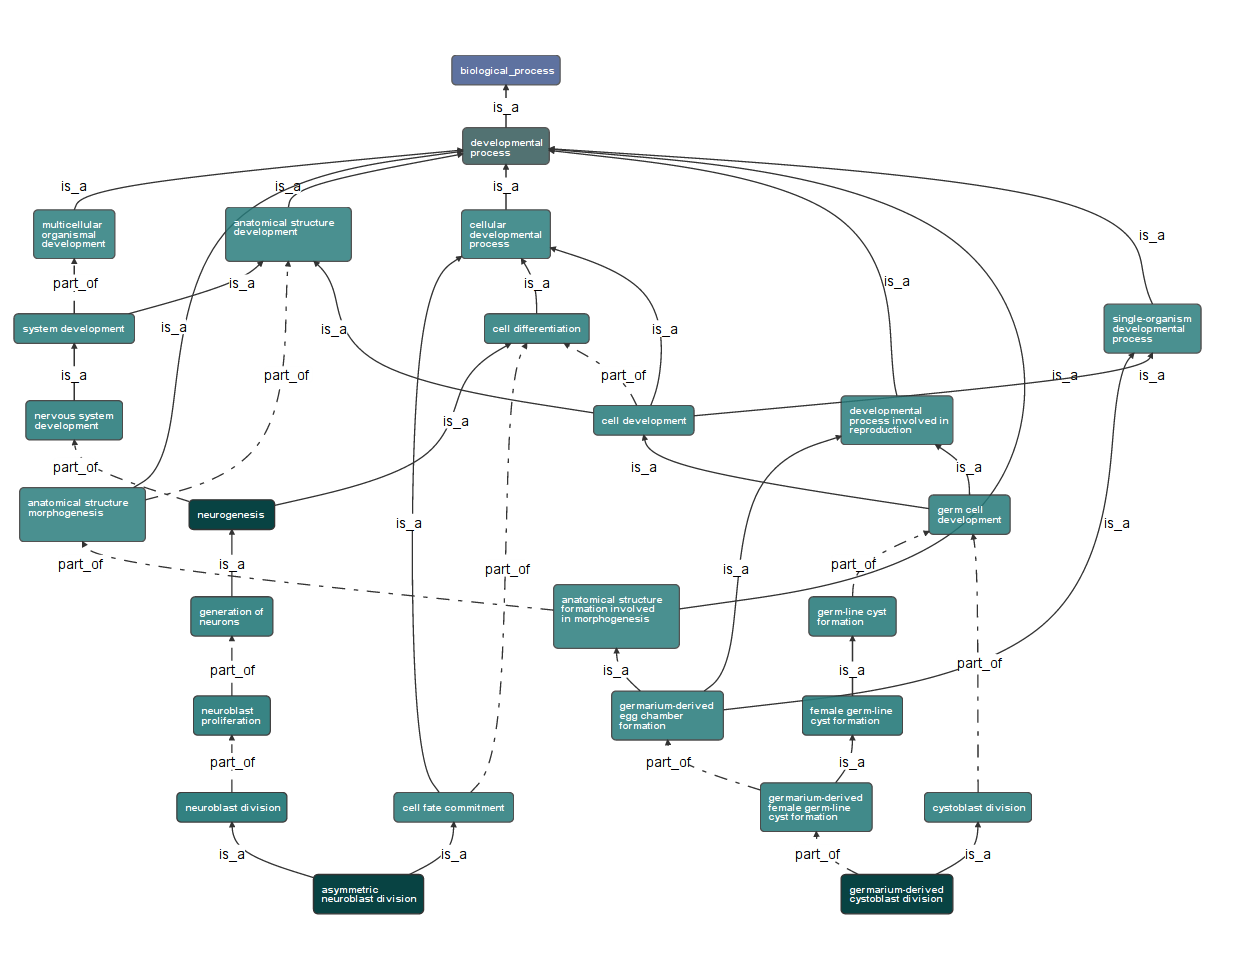 biological_process
is_a
developmental
process
is_a
is_a
is_a
multicellular
organismal
development
anatomical structure
development
cellular
developmental
process
is_a
part_of
is_a
is_a
is_a
system development
is_a
is_a
cell differentiation
is_a
single-organism
developmental
process
is_a
part_of
part_of
is_a
is_a
nervous system
development
is_a
cell development
developmental
process involved in
reproduction
part_of
is_a
is_a
anatomical structure
morphogenesis
neurogenesis
is_a
germ cell
development
is_a
part_of
is_a
part_of
is_a
part_of
generation of
neurons
anatomical structure
formation involved
in morphogenesis
germ-line cyst
formation
part_of
is_a
is_a
part_of
neuroblast
proliferation
germarium-derived
egg chamber
formation
female germ-line
cyst formation
part_of
part_of
is_a
neuroblast division
cell fate commitment
germarium-derived
female germ-line
cyst formation
cystoblast division
is_a
is_a
part_of
is_a
asymmetric
neuroblast division
germarium-derived
cystoblast division